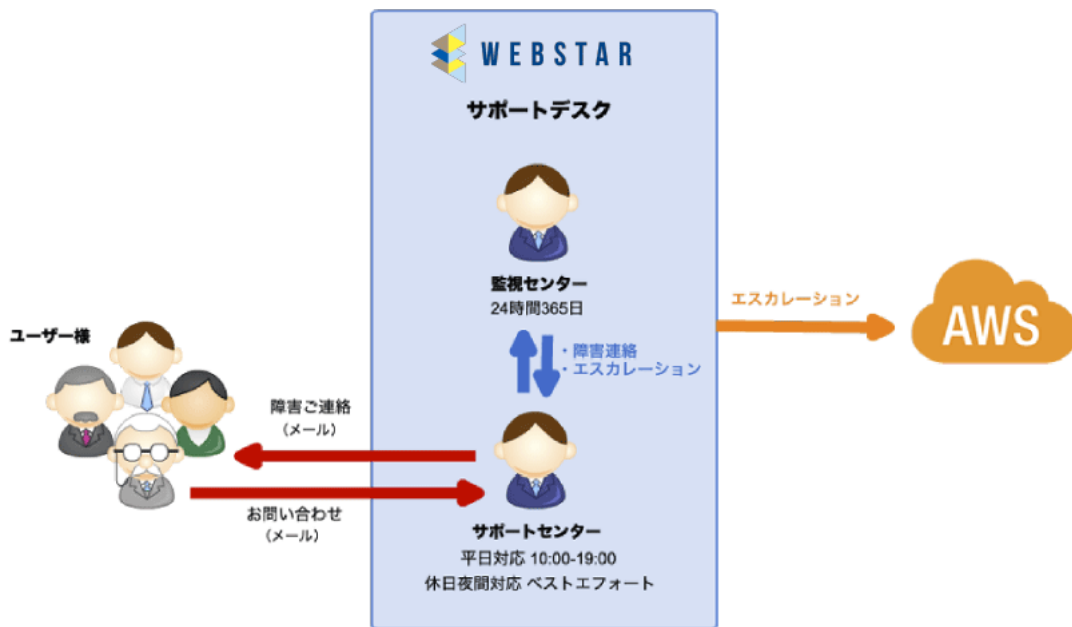 WEBSTAR
サポートデスク
監視センター
24時間365日
エスカレーション
AWS
ユーザー様
・障害連絡
・エスカレーション
障害ご連絡
（メール）
お問い合わせ
（メール）
サポートセンター
平日対応 10:00-19:00
休日夜間対応 ベストエフォート